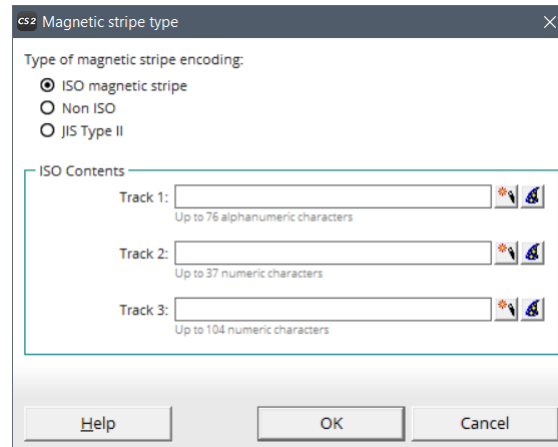 CS2 Magnetic stripe type
Type of magnetic stripe encoding:
ISO magnetic stripe
Non ISO
JIS Type II
ISO Contents
Track 1:
Up to 76 alphanumeric characters
Track 2:
Up to 37 numeric characters
Track 3:
Up to 104 numeric characters
Help OK Cancel